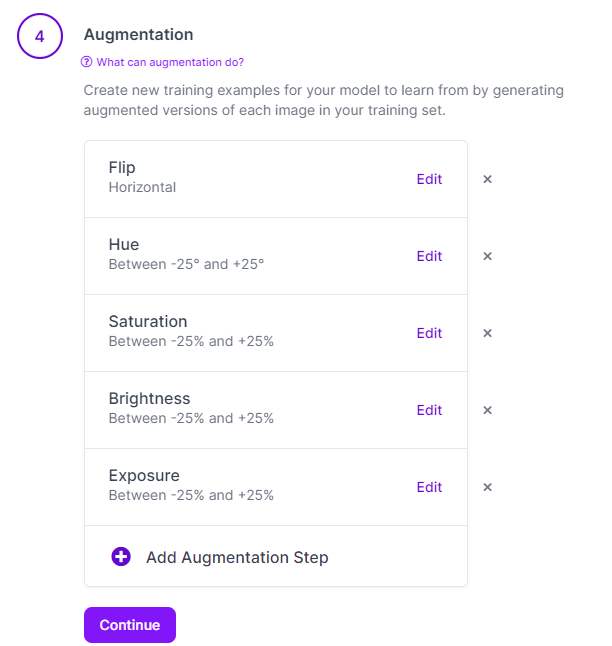 4
Augmentation
What can augmentation do?
Create new training examples for your model to learn from by generating
augmented versions of each image in your training set.
Flip
Horizontal
Edit
×
Hue
Between -25° and +25°
Edit
×
Saturation
Between -25% and +25%
Edit
×
Brightness
Between -25% and +25%
Edit
×
Exposure
Between -25% and +25%
Edit
×
Add Augmentation Step
Continue